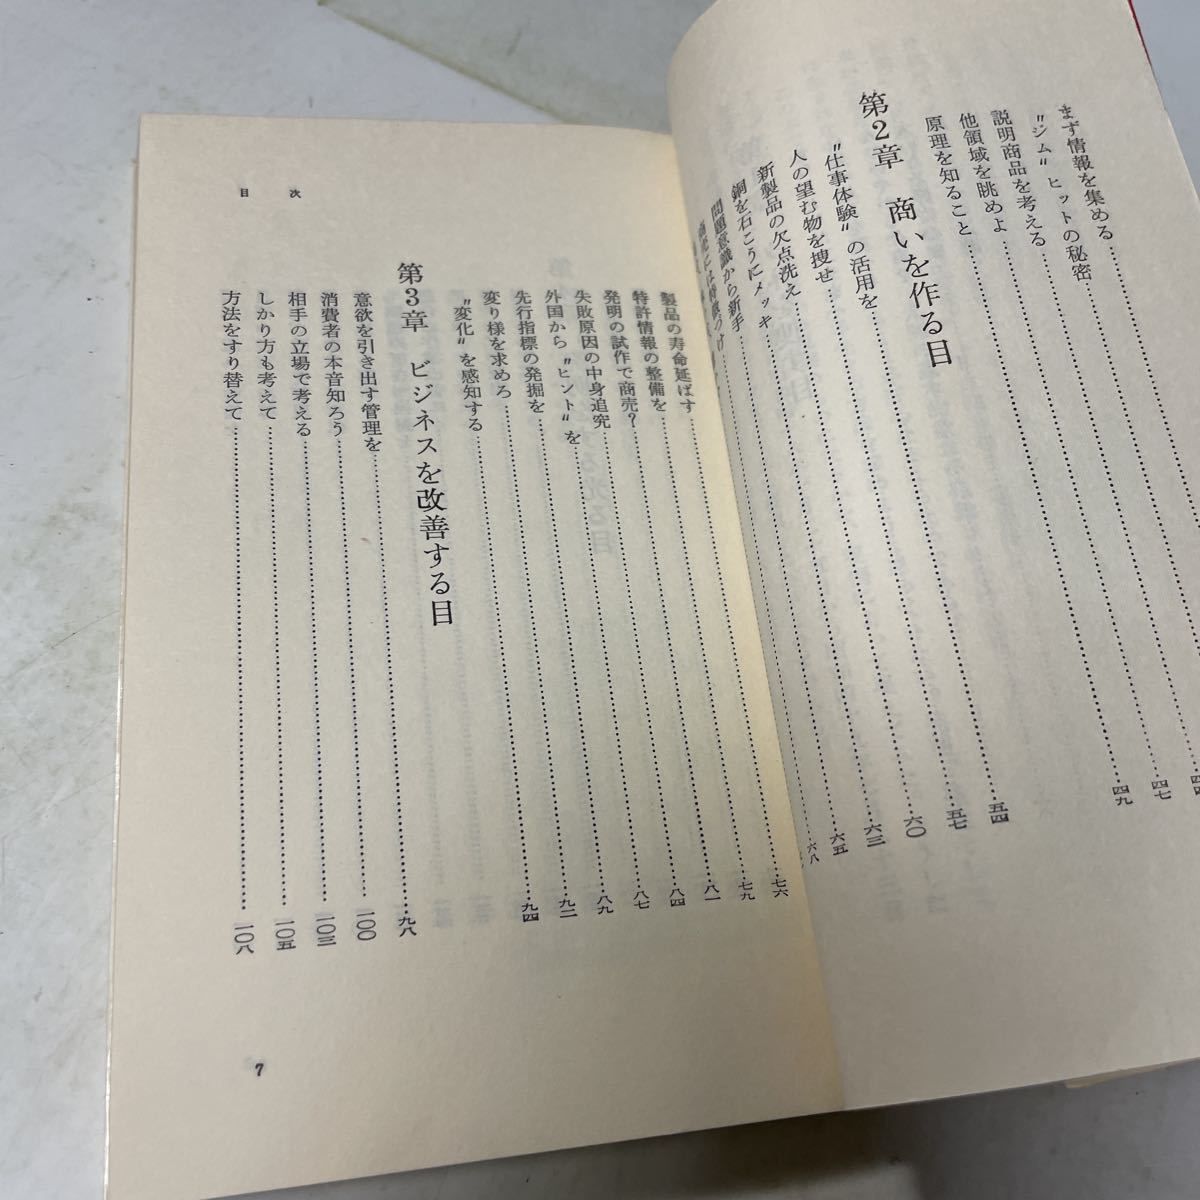 まず情報を集める……四四
〝ジム〟ヒットの秘密……四七
説明商品を考える……四九
他領域を眺めよ
原理を知ること
第2章　商いを作る目
〝仕事体験〟の活用を……五四
人の望む物を捜せ……五七
新製品の欠点洗え……六〇
銅を石こうにメッキ……六三
問題意識から新手……六五
製品の寿命延ばす……七六
特許情報の整備を……七九
発明の試作で商売?……八一
失敗原因の中身追究……八四
外国から〝ヒント〟を……八七
先行指標の発掘を……八九
変り様を求めろ……九二
〝変化〟を感知する……九四
第3章　ビジネスを改善する目
意欲を引き出す管理を……九八
消費者の本音知ろう……一〇〇
相手の立場で考える……一〇三
しかり方も考えて……一〇五
方法をすり替えて……一〇八
目　次
7